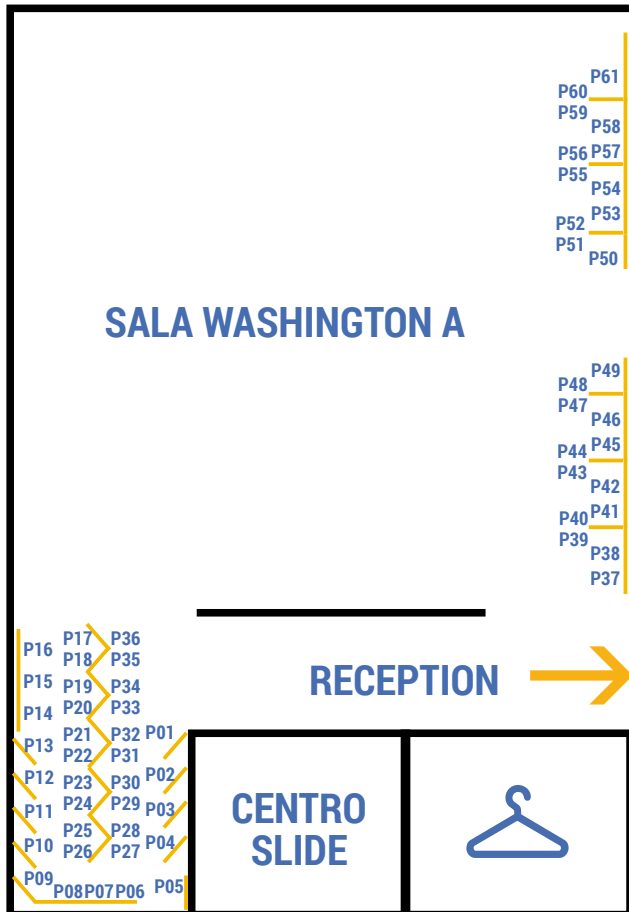 P61
P60
P59
P58
P56 P57
P55
P54
P53
P52
P51
P50
SALA WASHINGTON A
P49
P48
P47
P46
P44 P45
P43
P42
P41
P40
P39
P38
P37
RECEPTION
P16
P15
P14
P13
P12
P11
P10
P09
P17 P36
P18 P35
P19 P34
P20 P33
P21 P32
P22 P31
P23 P30
P24 P29
P25 P28
P26 P27
P01
P02
P03
P04
P05
P08 P07 P06
CENTRO
SLIDE